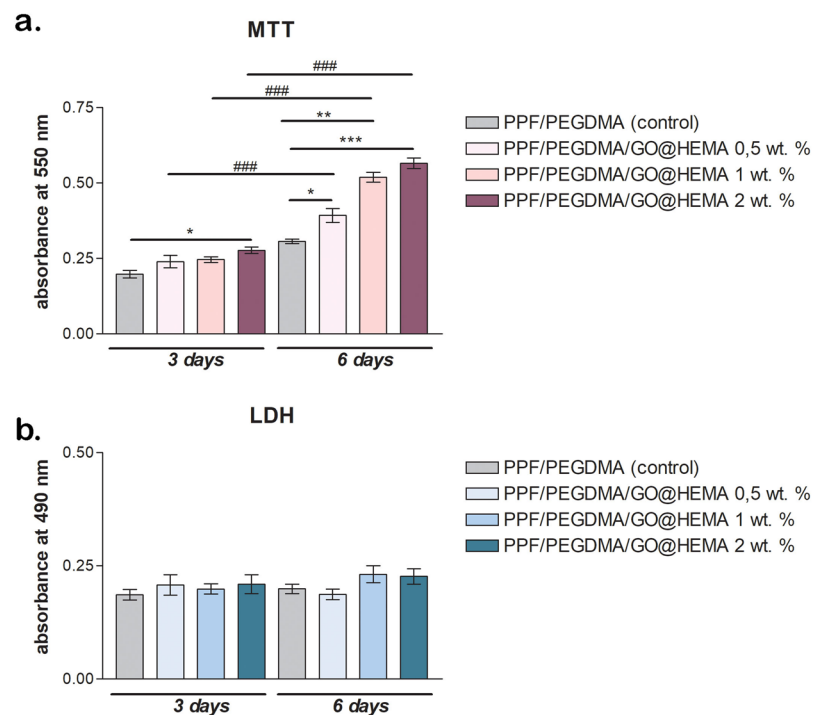 a.
MTT
absorbance at 550 nm
0.75
0.50
0.25
0.00
###
###
**
***
###
*
*
3 days
6 days
PPF/PEGDMA (control)
PPF/PEGDMA/GO@HEMA 0,5 wt. %
PPF/PEGDMA/GO@HEMA 1 wt. %
PPF/PEGDMA/GO@HEMA 2 wt. %
b.
LDH
absorbance at 490 nm
0.50
0.25
0.00
3 days
6 days
PPF/PEGDMA (control)
PPF/PEGDMA/GO@HEMA 0,5 wt. %
PPF/PEGDMA/GO@HEMA 1 wt. %
PPF/PEGDMA/GO@HEMA 2 wt. %